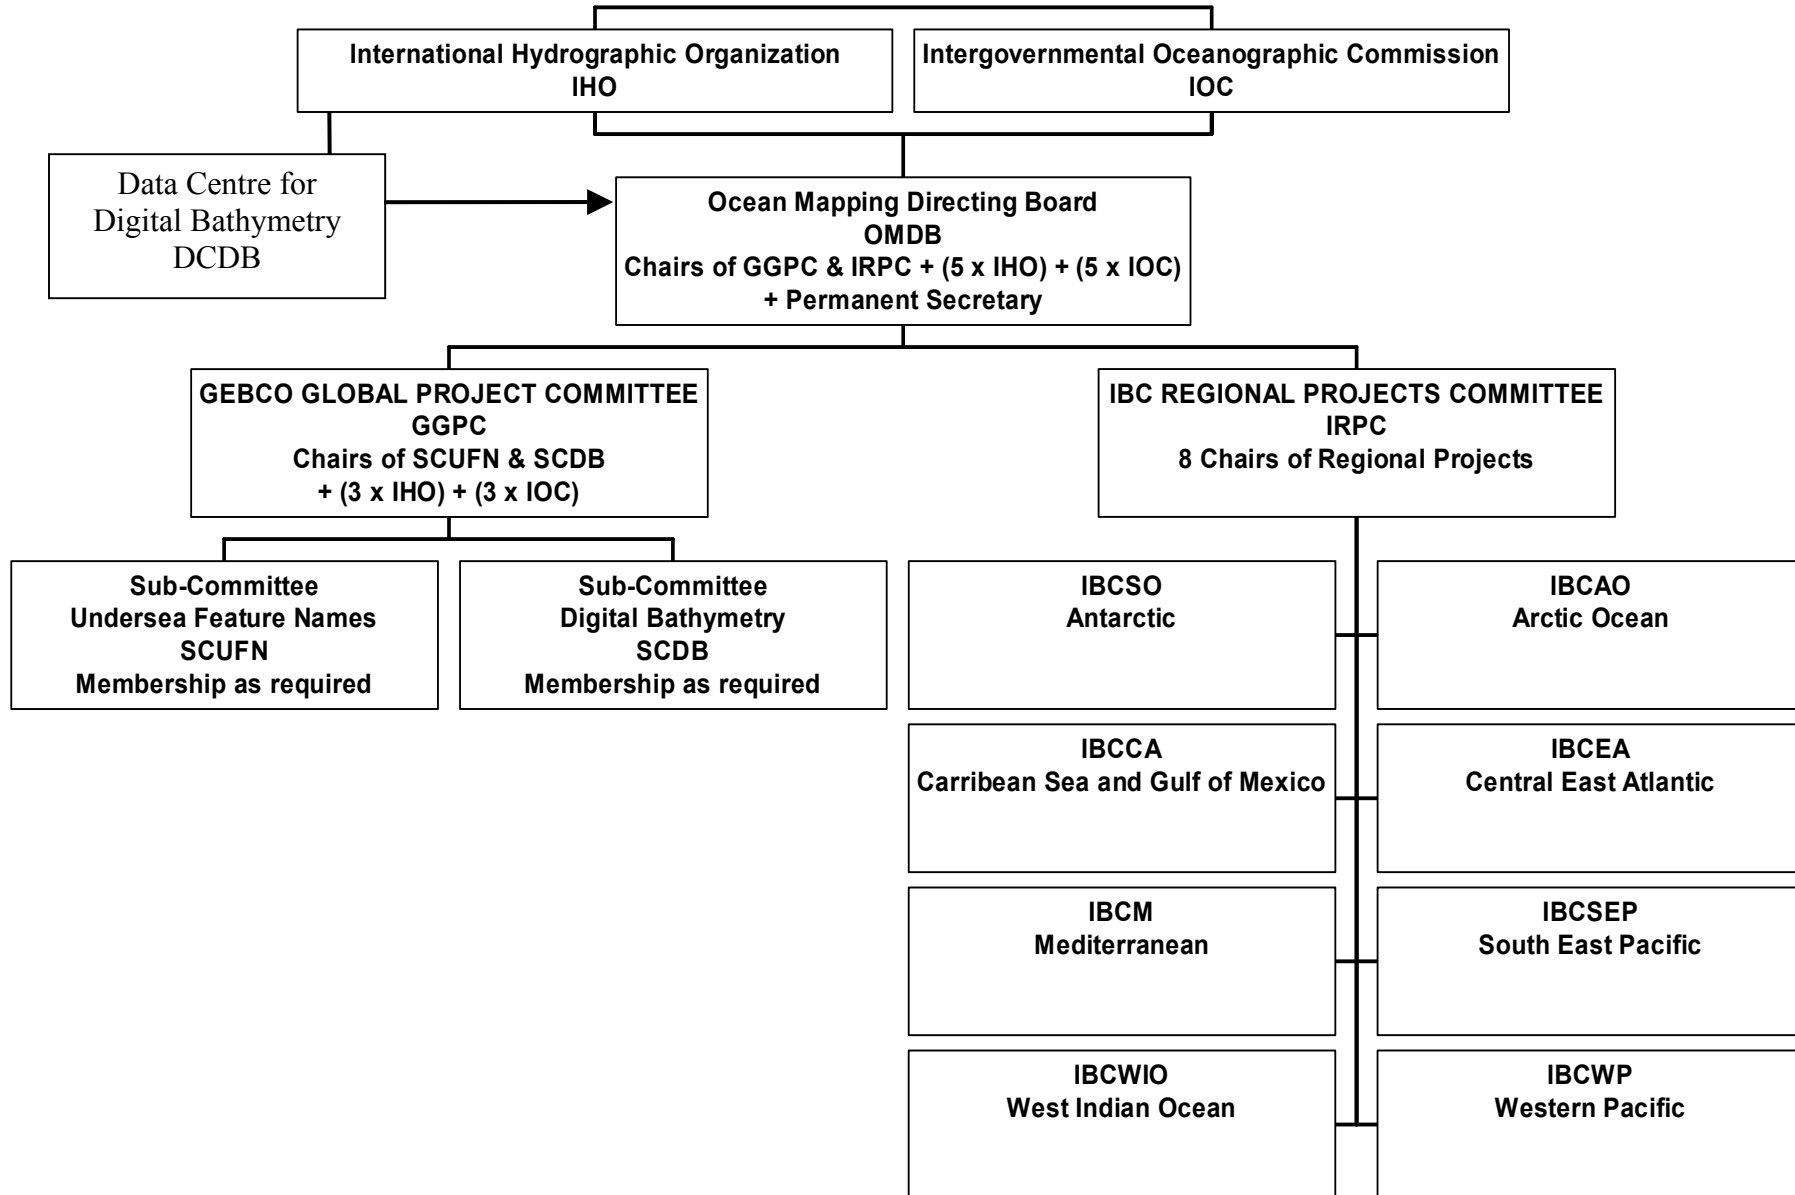 International Hydrographic Organization
IHO
Intergovernmental Oceanographic Commission
IOC
Data Centre for
Digital Bathymetry
DCDB
Ocean Mapping Directing Board
OMDB
Chairs of GGPC & IRPC + (5 x IHO) + (5 x IOC)
+ Permanent Secretary
GEBCO GLOBAL PROJECT COMMITTEE
GGPC
Chairs of SCUFN & SCDB
+ (3 x IHO) + (3 x IOC)
IBC REGIONAL PROJECTS COMMITTEE
IRPC
8 Chairs of Regional Projects
Sub-Committee
Undersea Feature Names
SCUFN
Membership as required
Sub-Committee
Digital Bathymetry
SCDB
Membership as required
IBCSO
Antarctic
IBCAO
Arctic Ocean
IBCCA
Carribean Sea and Gulf of Mexico
IBCEA
Central East Atlantic
IBCM
Mediterranean
IBCSEP
South East Pacific
IBCWIO
West Indian Ocean
IBCWP
Western Pacific